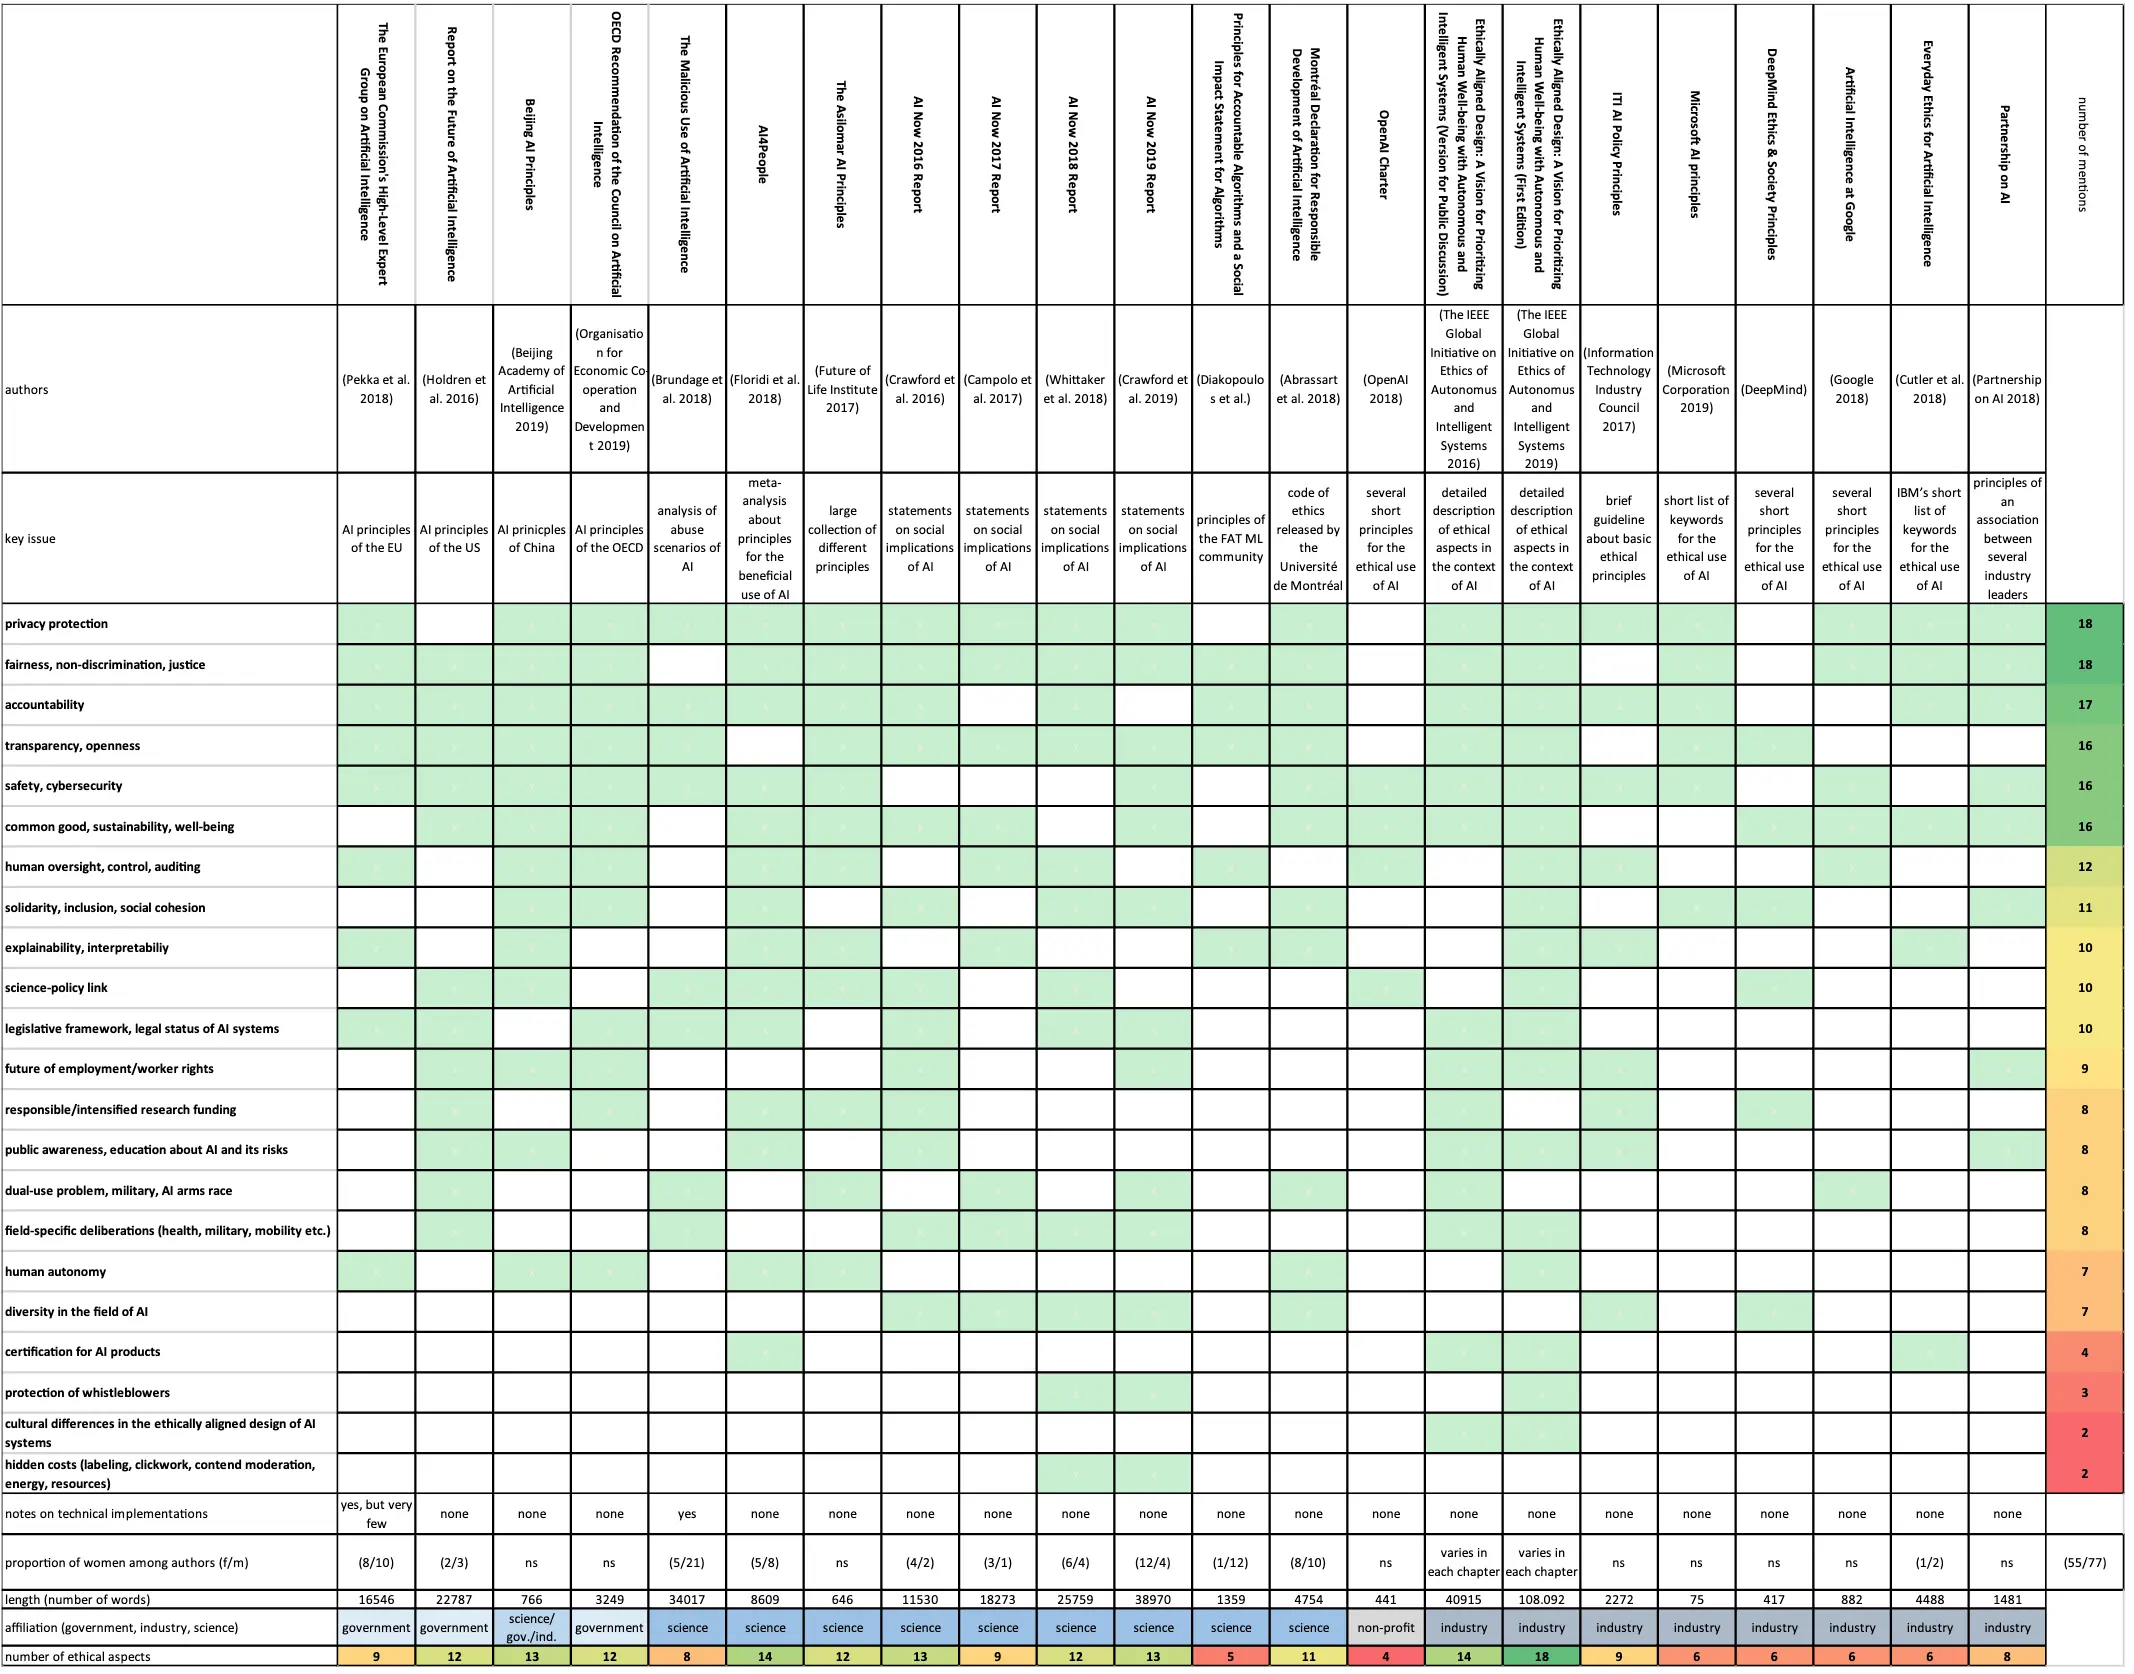 The European Commission's High-Level Expert
Group on Artificial Intelligence
Report on the Future of Artificial Intelligence
Beijing AI Principles
OECD Recommendation of the Council on Artificial
Intelligence
The Malicious Use of Artificial Intelligence
AI4People
The Asilomar AI Principles
AI Now 2016 Report
AI Now 2017 Report
AI Now 2018 Report
AI Now 2019 Report
Principles for Accountable Algorithms and a Social
Impact Statement for Algorithms
Montréal Declaration for Responsible
Development of Artificial Intelligence
OpenAI Charter
Ethically Aligned Design: A Vision for Prioritizing
Human Well-being with Autonomous and
Intelligent Systems (Version for Public Discussion)
Ethically Aligned Design: A Vision for Prioritizing
Human Well-being with Autonomous and
Intelligent Systems (First Edition)
ITI AI Policy Principles
Microsoft AI principles
DeepMind Ethics & Society Principles
Artificial Intelligence at Google
Everyday Ethics for Artificial Intelligence
Partnership on AI
number of mentions
authors
(Pekka et al.
2018)
(Holdren et
al. 2016)
(Beijing
Academy of
Artificial
Intelligence
2019)
(Organisatio
n for
Economic Co-
operation
and
Developmen
t 2019)
(Brundage et
al. 2018)
(Floridi et al.
2018)
(Future of
Life Institute
2017)
(Crawford et
al. 2016)
(Campolo et
al. 2017)
(Whittaker
et al. 2018)
(Crawford et
al. 2019)
(Diakopoulo
s et al.)
(Abrassart
et al. 2018)
(OpenAI
2018)
(The IEEE
Global
Initiative on
Ethics of
Autonomus
and
Intelligent
Systems
2016)
(The IEEE
Global
Initiative on
Ethics of
Autonomus
and
Intelligent
Systems
2019)
(Information
Technology
Industry
Council
2017)
(Microsoft
Corporation
2019)
(DeepMind)
(Google
2018)
(Cutler et al.
2018)
(Partnership
on AI 2018)
key issue
AI principles
of the EU
AI principles
of the US
AI prinicples
of China
AI principles
of the OECD
analysis of
abuse
scenarios of
AI
meta-
analysis
about
principles
for the
beneficial
use of AI
large
collection of
different
principles
statements
on social
implications
of AI
statements
on social
implications
of AI
statements
on social
implications
of AI
statements
on social
implications
of AI
principles of
the FAT ML
community
code of
ethics
released by
the
Université
de Montréal
several
short
principles
for the
ethical use
of AI
detailed
description
of ethical
aspects in
the context
of AI
detailed
description
of ethical
aspects in
the context
of AI
brief
guideline
about basic
ethical
principles
short list of
keywords
for the
ethical use
of AI
several
short
principles
for the
ethical use
of AI
several
short
principles
for the
ethical use
of AI
IBM's short
list of
keywords
for the
ethical use
of AI
principles of
an
association
between
several
industry
leaders
privacy protection 18
fairness, non-discrimination, justice 18
accountability 17
transparency, openness 16
safety, cybersecurity 16
common good, sustainability, well-being 16
human oversight, control, auditing 12
solidarity, inclusion, social cohesion 11
explainability, interpretabiliy 10
science-policy link 10
legislative framework, legal status of AI systems 10
future of employment/worker rights 9
responsible/intensified research funding 8
public awareness, education about AI and its risks 8
dual-use problem, military, AI arms race 8
field-specific deliberations (health, military, mobility etc.) 8
human autonomy 7
diversity in the field of AI 7
certification for AI products 4
protection of whistleblowers 3
cultural differences in the ethically aligned design of AI
systems 2
hidden costs (labeling, clickwork, contend moderation,
energy, resources) 2
notes on technical implementations yes, but very
few none none none yes none none none none none none none none none none none none none none none none none
proportion of women among authors (f/m) (8/10) (2/3) ns ns (5/21) (5/8) ns (4/2) (3/1) (6/4) (12/4) (1/12) (8/10) ns varies in
each chapter varies in
each chapter ns ns ns ns (1/2) ns (55/77)
length (number of words) 16546 22787 766 3249 34017 8609 646 11530 18273 25759 38970 1359 4754 441 40915 108.092 2272 75 417 882 4488 1481
affiliation (government, industry, science) government government science/
gov./ind. government science science science science science science science science science non-profit industry industry industry industry industry industry industry industry
number of ethical aspects 9 12 13 12 8 14 12 13 9 12 13 5 11 4 14 18 9 6 6 6 6 8